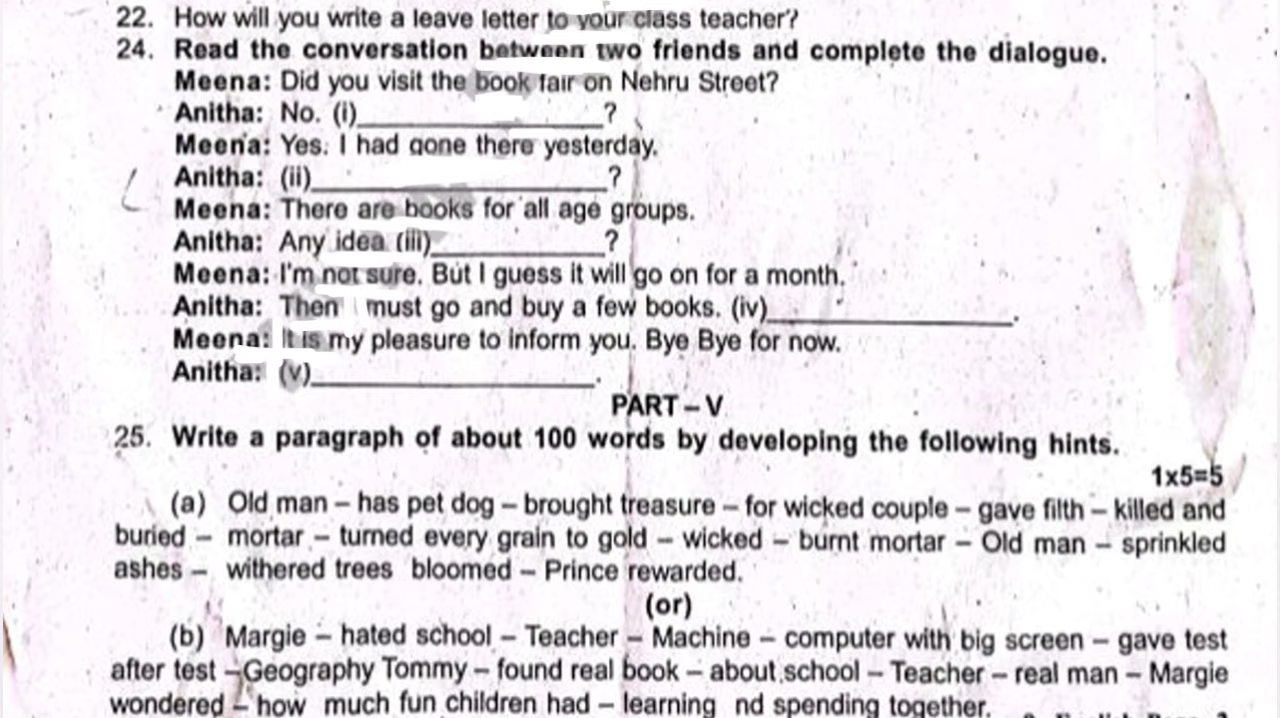 22. How will you write a leave letter to your class teacher?
24. Read the conversation between two friends and complete the dialogue.
Meena: Did you visit the book fair on Nehru Street?
Anitha: No. (i)____________?
Meena: Yes. I had gone there yesterday.
Anitha: (ii)____________?
Meena: There are books for all age groups.
Anitha: Any idea (iii)____________?
Meena: I'm not sure. But I guess it will go on for a month.
Anitha: Then I must go and buy a few books. (iv)____________.
Meena: It is my pleasure to inform you. Bye Bye for now.
Anitha: (v)____________.
PART – V
25. Write a paragraph of about 100 words by developing the following hints.
1x5=5
(a) Old man – has pet dog – brought treasure – for wicked couple – gave filth – killed and
buried – mortar – turned every grain to gold – wicked – burnt mortar – Old man – sprinkled
ashes – withered trees bloomed – Prince rewarded.
(or)
(b) Margie – hated school – Teacher – Machine – computer with big screen – gave test
after test –Geography Tommy – found real book – about school – Teacher – real man – Margie
wondered – how much fun children had – learning nd spending together.